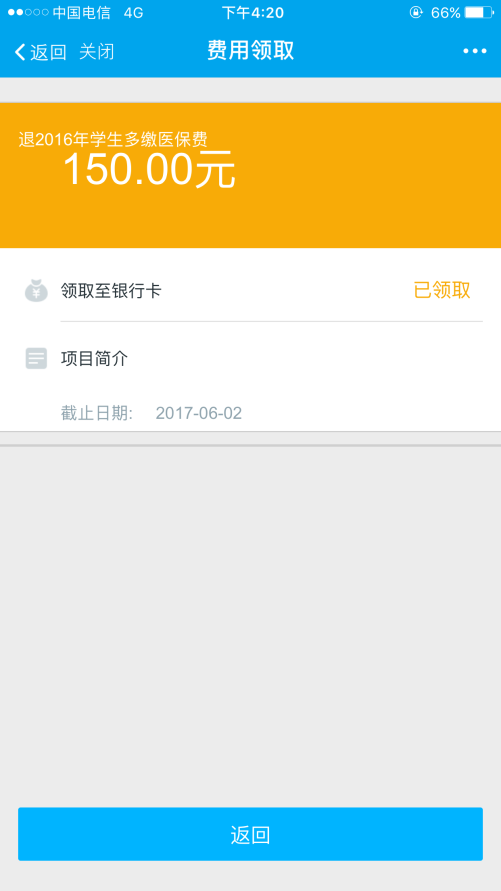 中国电信 4G 下午4:20 66%
返回 关闭 费用领取
退2016年学生多缴医保费
150.00元
领取至银行卡 已领取
项目简介
截止日期: 2017-06-02
返回